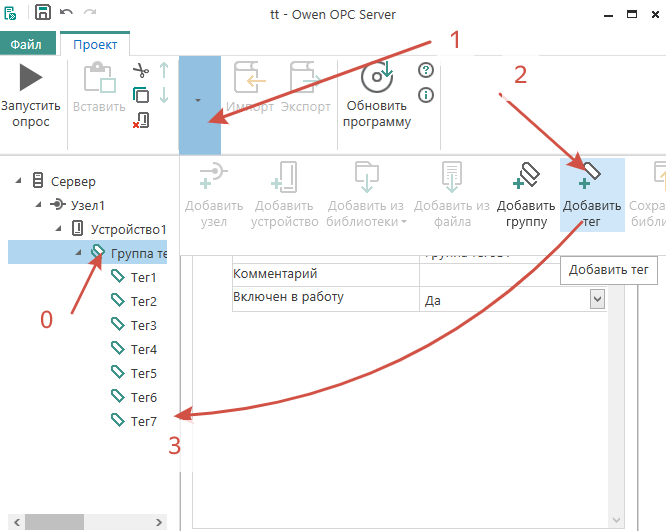 tt - Owen OPC Server
Файл
Проект
1
2
Запустить
опрос
Вставить
Импорт
Экспорт
Обновить
программу
Сервер
Узел1
Устройство1
Группа те
Тег1
Тег2
Тег3
Тег4
Тег5
Тег6
Тег7
0
3
Добавить
узел
Добавить
устройство
Добавить из
библиотеки
Добавить из
файла
Добавить
группу
Добавить
тег
Сохра
библи
Комментарий
Включен в работу
Да
Добавить тег